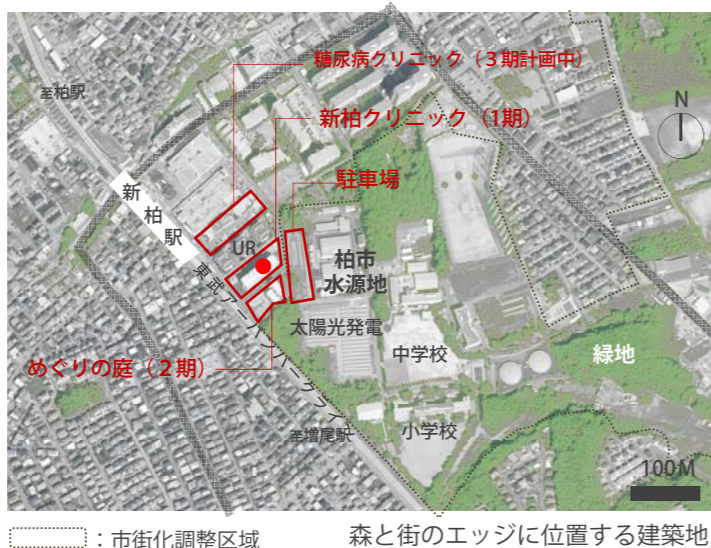 糖尿病クリニック（３期計画中）
至柏駅
新柏クリニック（1期）
N
駐車場
新柏駅
UR
柏市
水源地
東武アーバンパークライン
太陽光発電
中学校
めぐりの庭（２期）
緑地
小学校
至増尾駅
100M
：市街化調整区域
森と街のエッジに位置する建築地